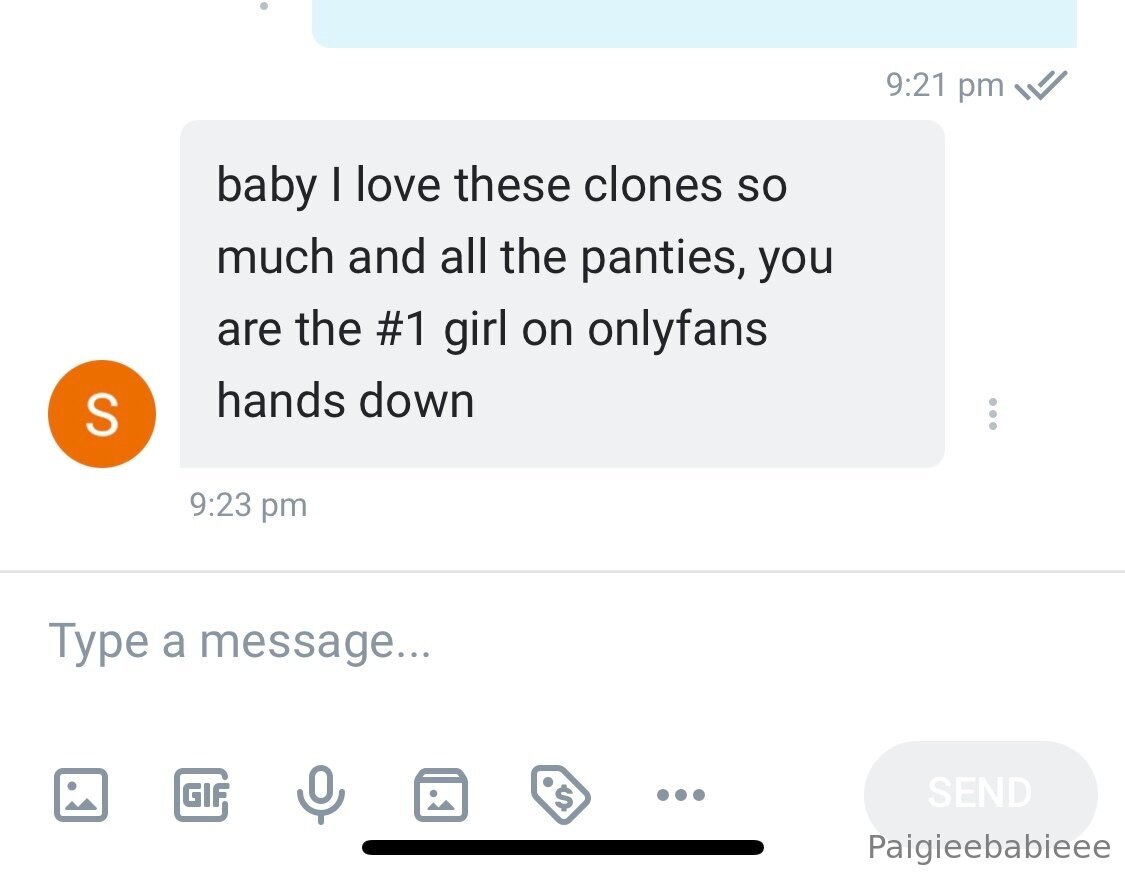 9:21 pm
baby I love these clones so
much and all the panties, you
are the #1 girl on onlyfans
hands down
S
9:23 pm
Type a message...
GIF
$
SEND
Paigieebabieee